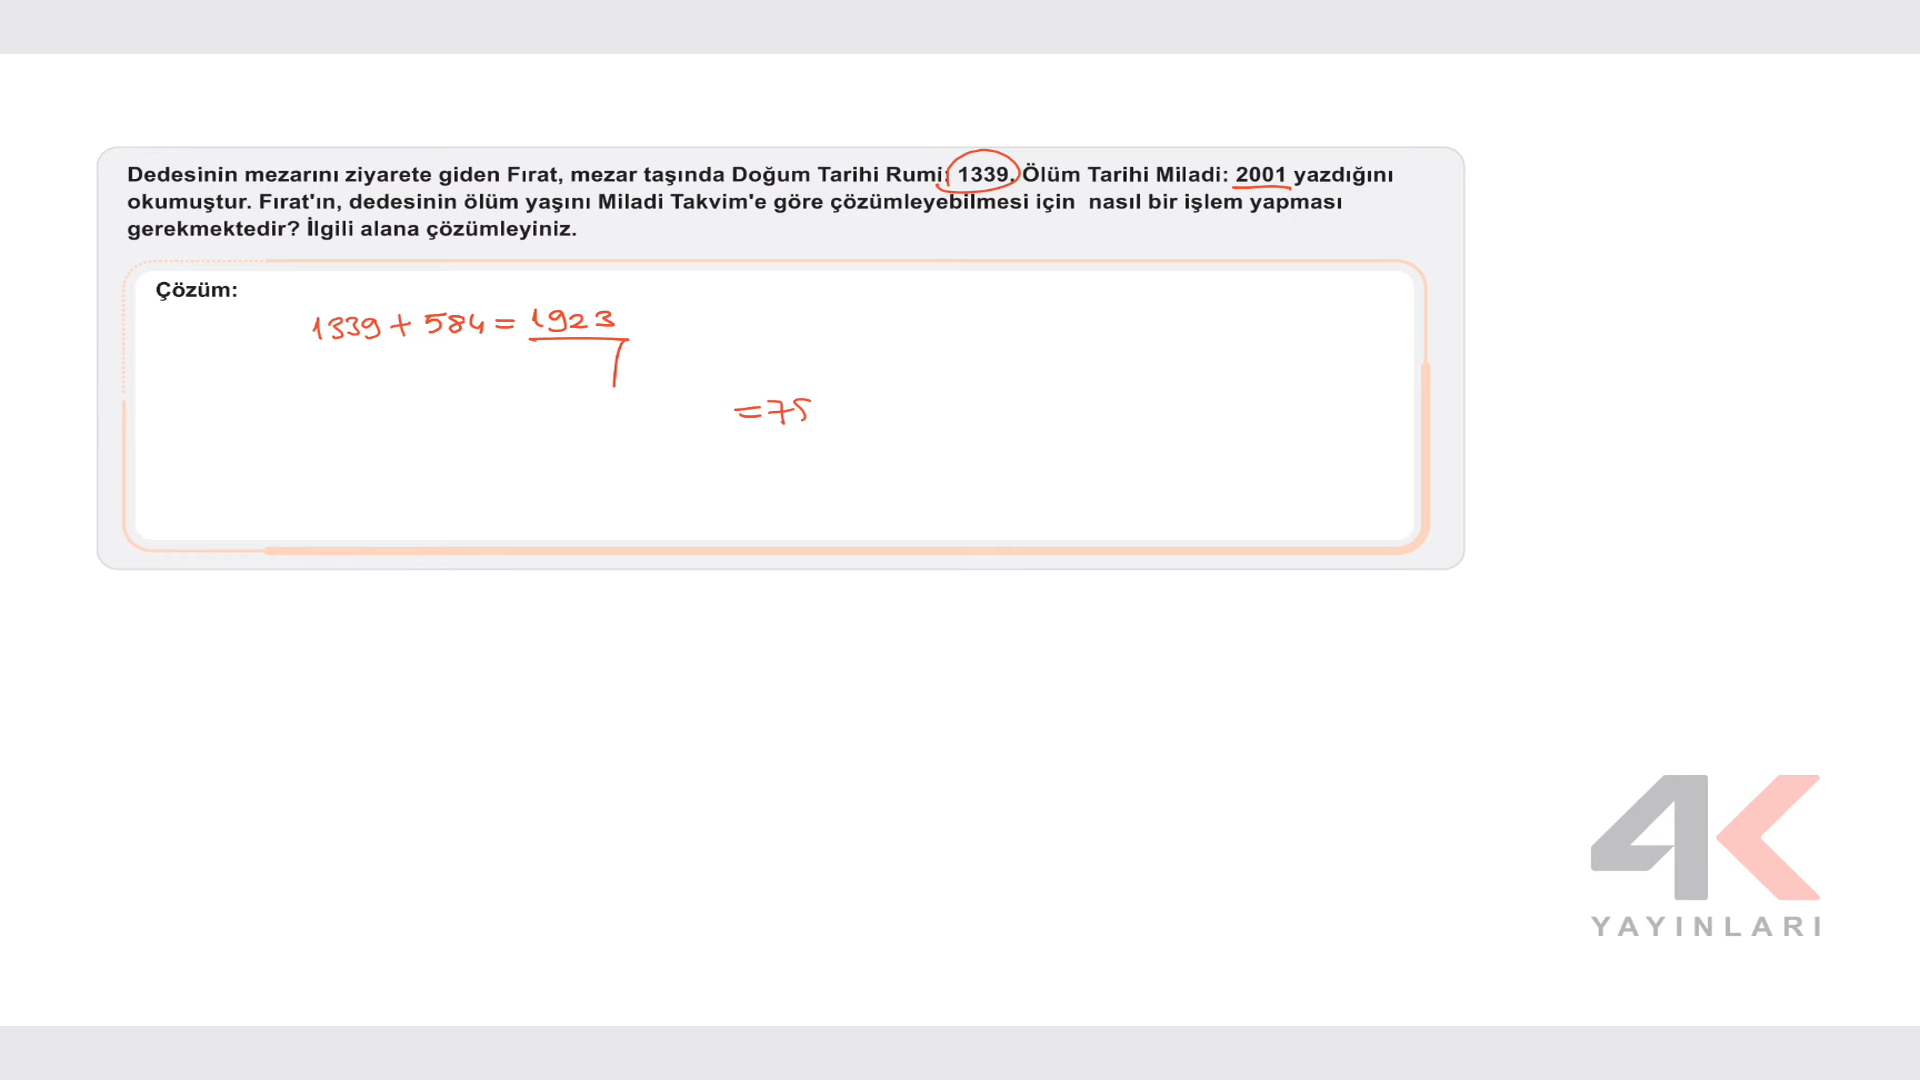 Dedesinin mezarını ziyarete giden Fırat, mezar taşında Doğum Tarihi Rumi: 1339. Ölüm Tarihi Miladi: 2001 yazdığını
okumuştur. Fırat'ın, dedesinin ölüm yaşını Miladi Takvim'e göre çözümleyebilmesi için nasıl bir işlem yapması
gerekmektedir? İlgili alana çözümleyiniz.
Çözüm:
1339 + 584 = 1923
= 75
4K
YAYINLARI